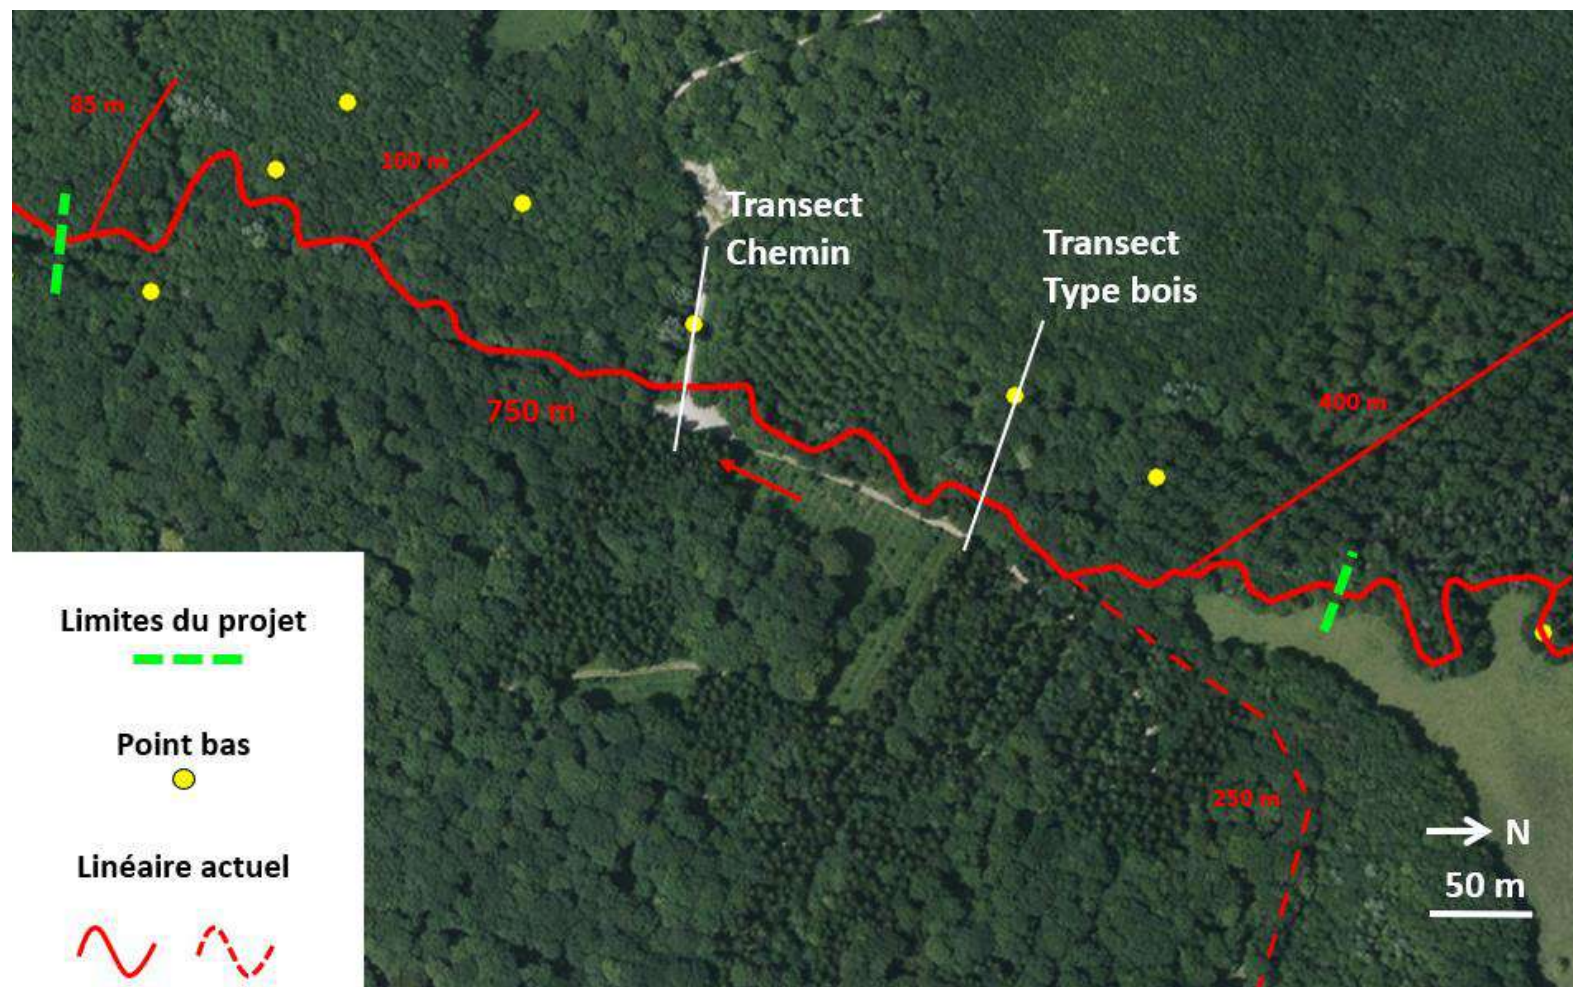 85 m
100 m
Transect
Chemin
Transect
Type bois
750 m
400 m
250 m
Limites du projet
Point bas
Linéaire actuel
N
50 m